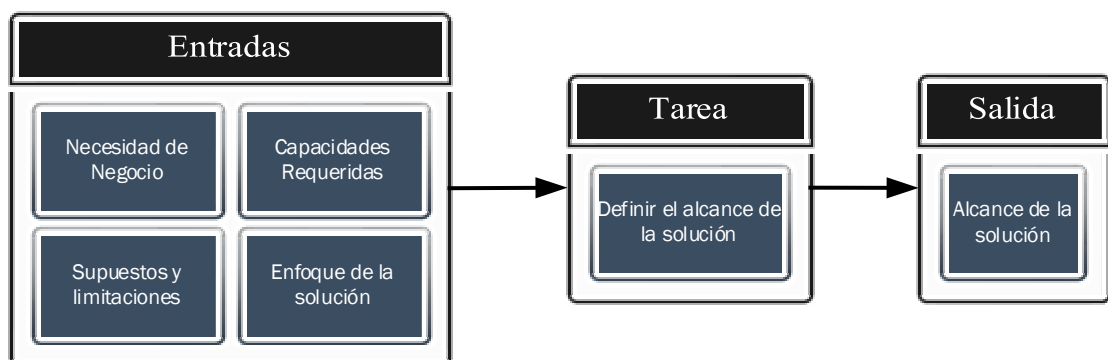 Entradas
Necesidad de
Negocio
Capacidades
Requeridas
Supuestos y
limitaciones
Enfoque de la
solución
Tarea
Definir el alcance de
la solución
Salida
Alcance de la
solución